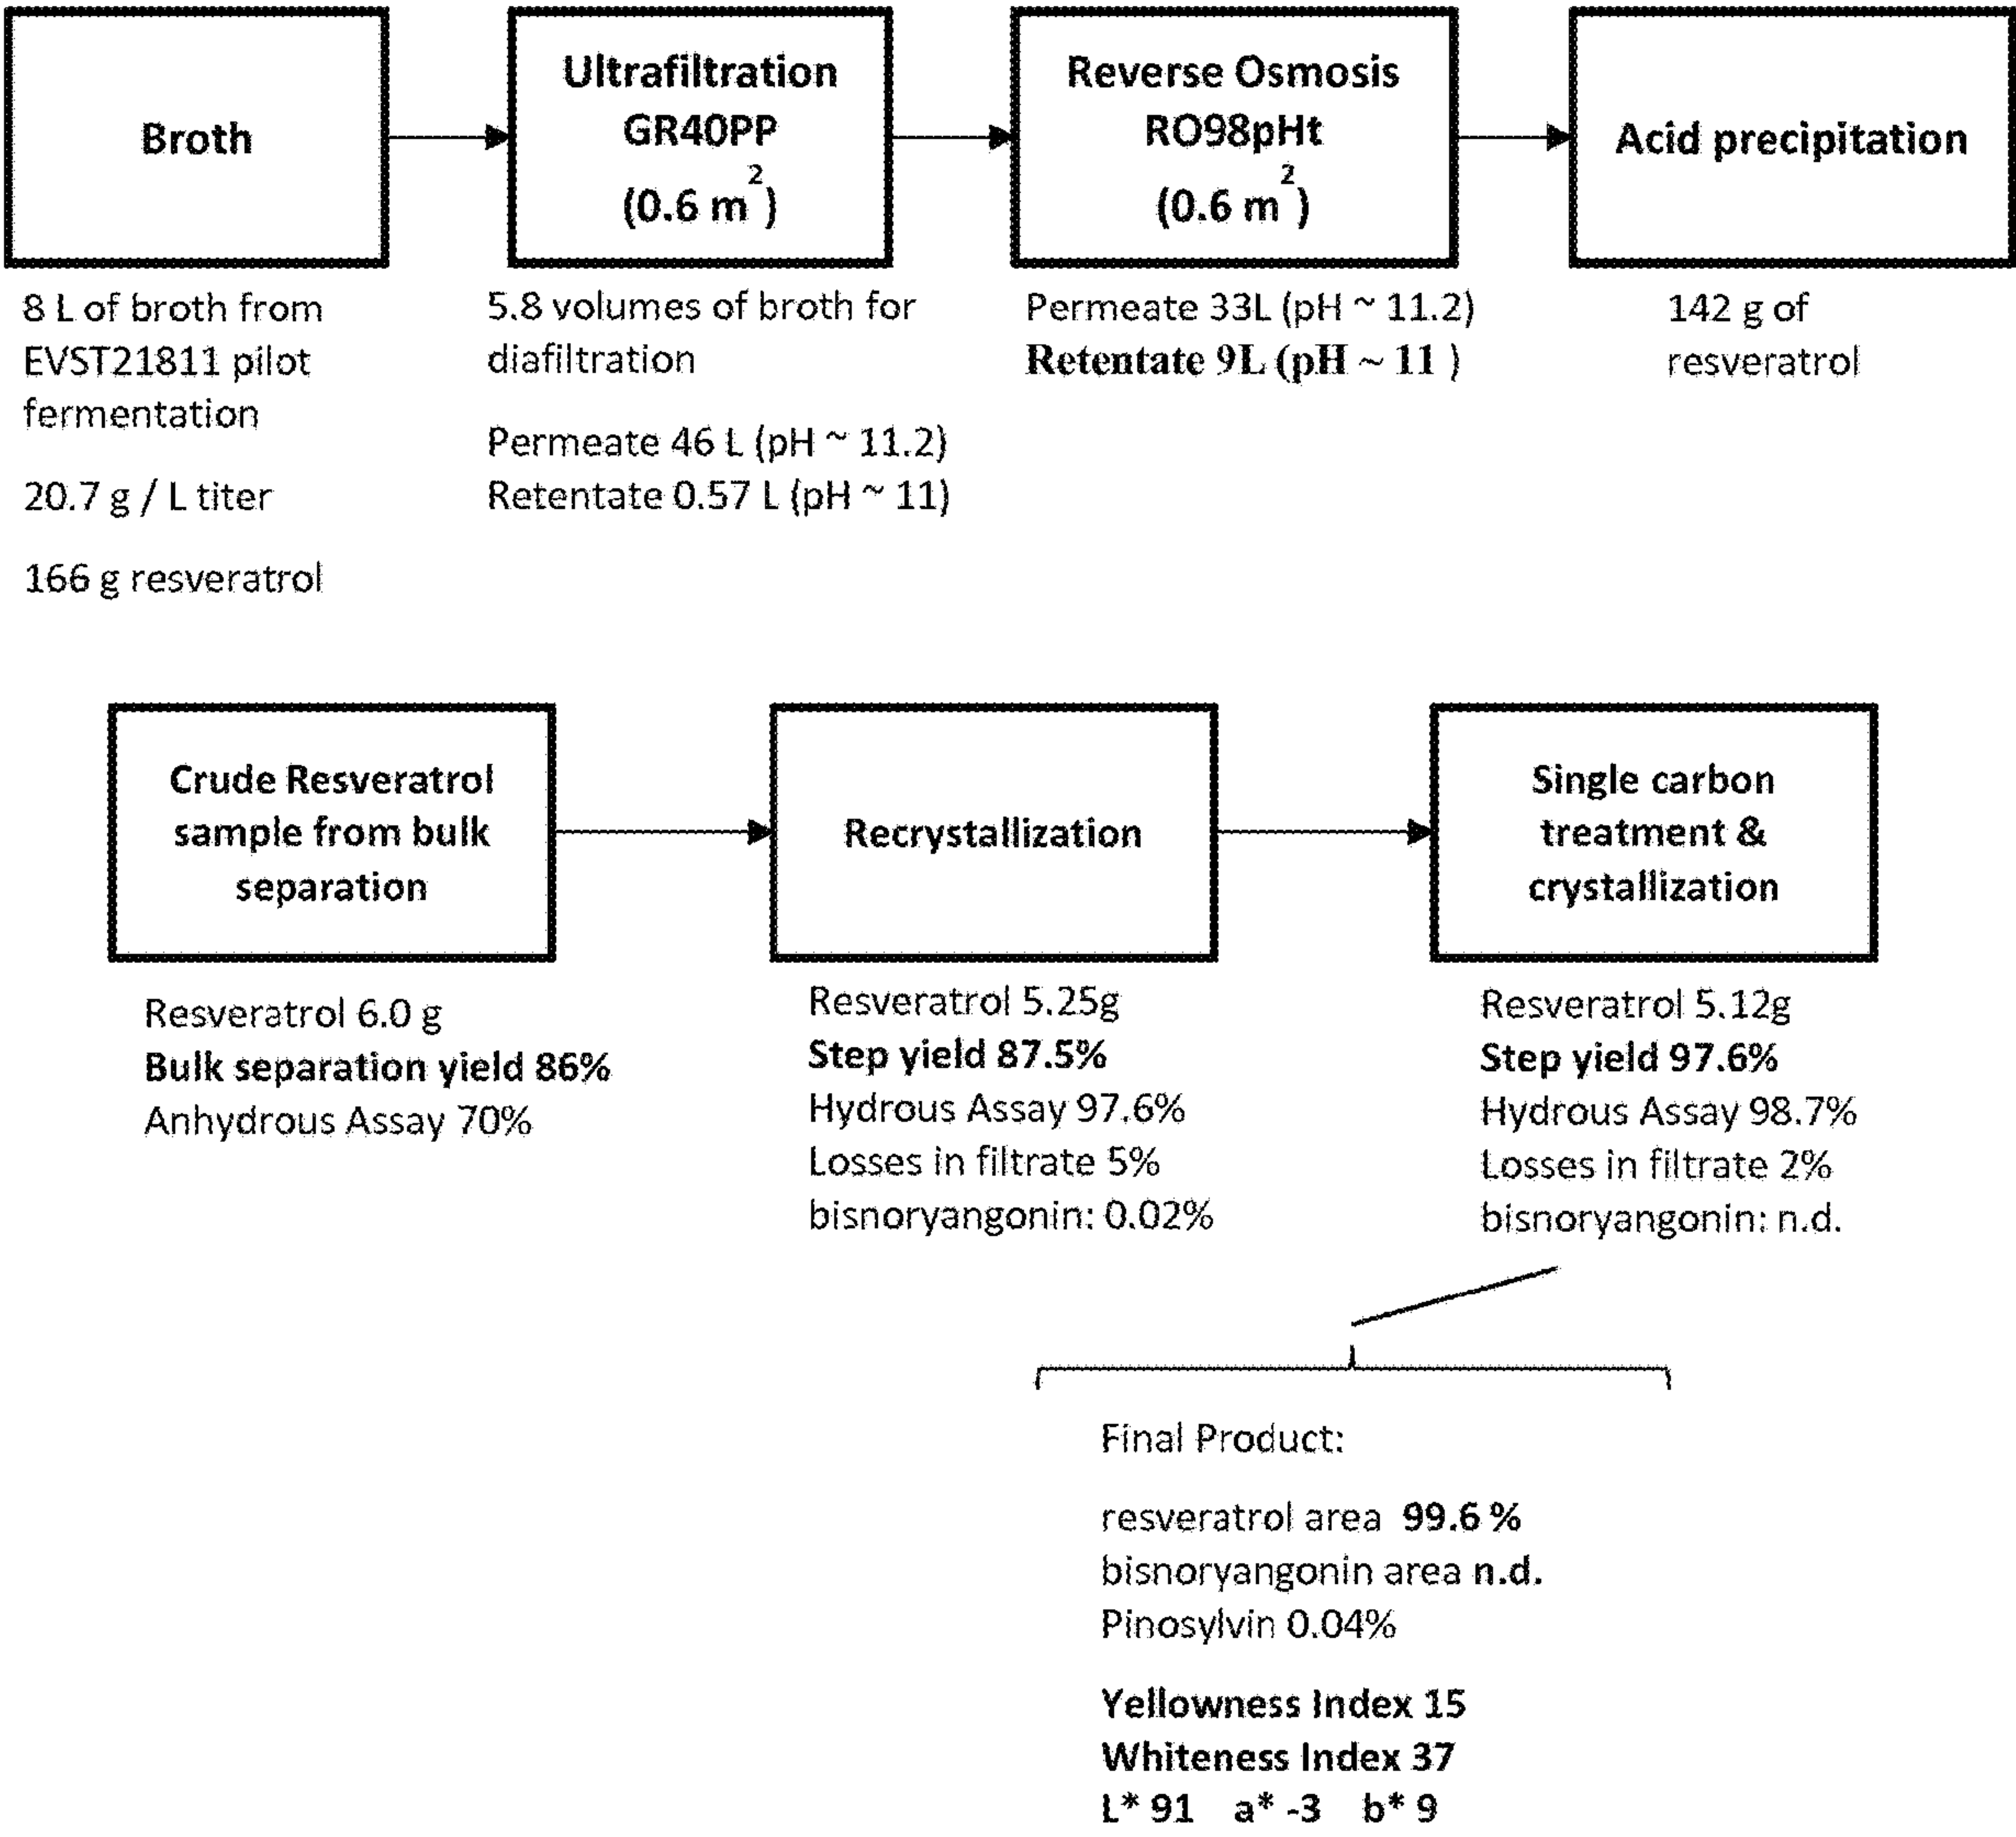 Broth
8 L of broth from
EVST21811 pilot
fermentation
20.7 g / L titer
166 g resveratrol
Ultrafiltration
GR40PP
(0.6 m²)
5.8 volumes of broth for
diafiltration
Permeate 46 L (pH ~ 11.2)
Retentate 0.57 L (pH ~ 11)
Reverse Osmosis
RO98pHt
(0.6 m²)
Permeate 33L (pH ~ 11.2)
Retentate 9L (pH ~ 11 )
Acid precipitation
142 g of
resveratrol
Crude Resveratrol
sample from bulk
separation
Resveratrol 6.0 g
Bulk separation yield 86%
Anhydrous Assay 70%
Recrystallization
Resveratrol 5.25g
Step yield 87.5%
Hydrous Assay 97.6%
Losses in filtrate 5%
bisnoryangonin: 0.02%
Single carbon
treatment &
crystallization
Resveratrol 5.12g
Step yield 97.6%
Hydrous Assay 98.7%
Losses in filtrate 2%
bisnoryangonin: n.d.
Final Product:
resveratrol area 99.6 %
bisnoryangonin area n.d.
Pinosylvin 0.04%
Yellowness Index 15
Whiteness Index 37
L* 91 a* -3 b* 9